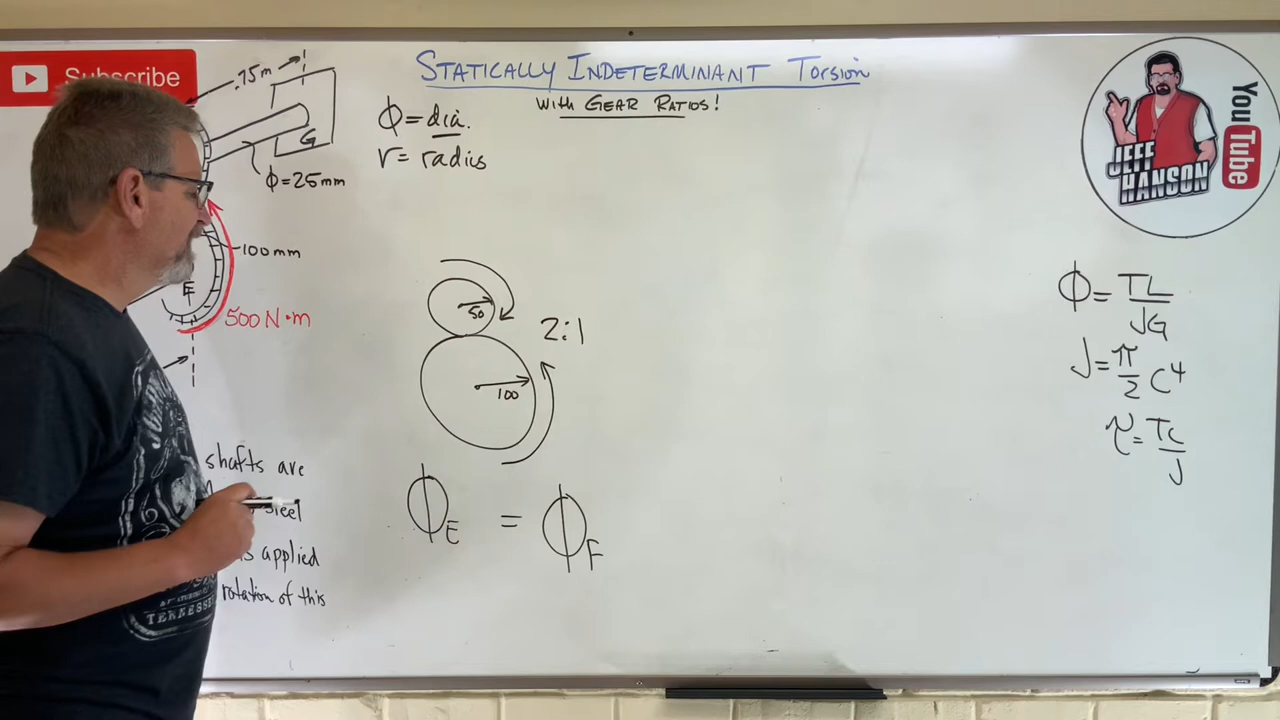 Subscribe
STATICALLY INDETERMINANT TORSION
WITH GEAR RATIOS!
.75m
ϕ=dia.
r= radius
G
ϕ=25mm
100mm
E
500 N·m
50
2:1
100
ϕE = ϕF
shafts are
steel
applied
rotation of this
ϕ= TL
JG
J= π
2 C⁴
τ= Tc
J
JEFF
HANSON
YouTube
TENNESSEE